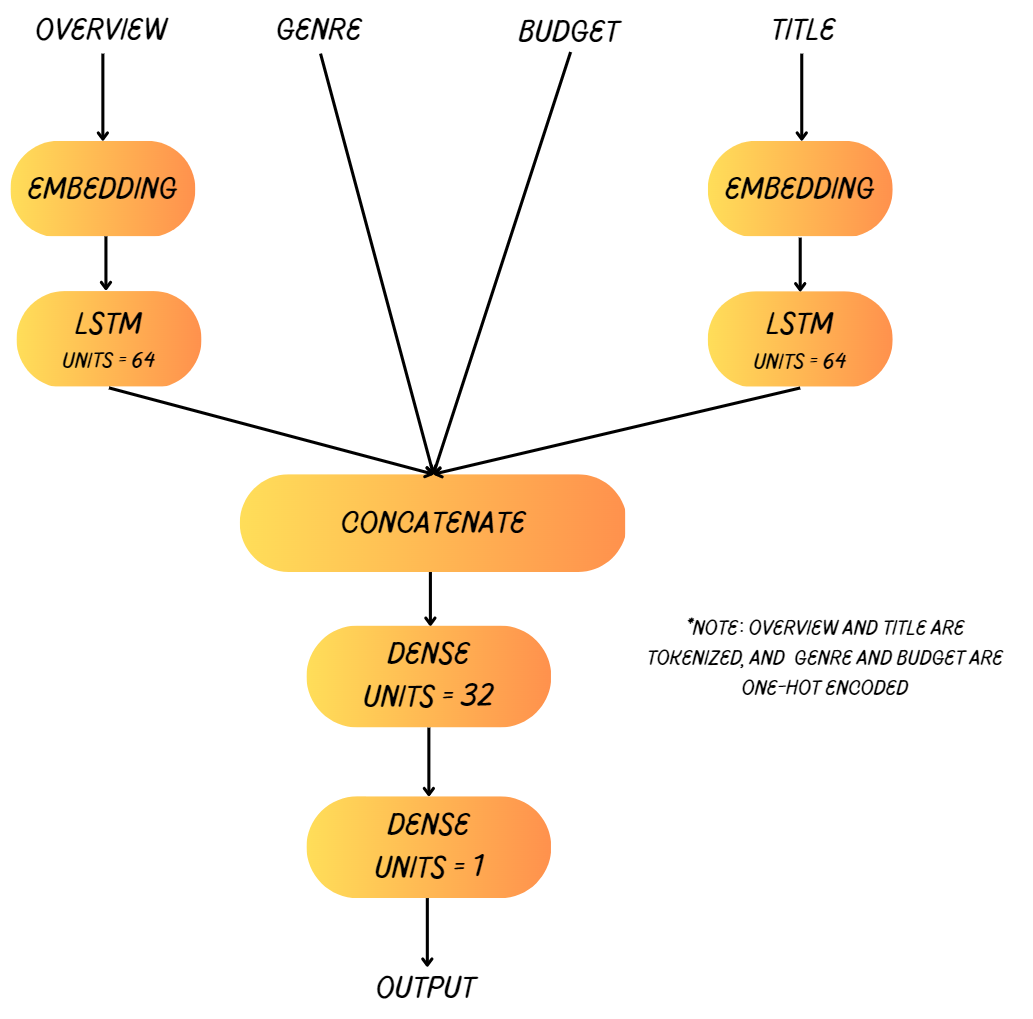 OVERVIEW
GENRE
BUDGET
TITLE
EMBEDDING
EMBEDDING
LSTM
UNITS = 64
LSTM
UNITS = 64
CONCATENATE
DENSE
UNITS = 32
*NOTE: OVERVIEW AND TITLE ARE
TOKENIZED, AND GENRE AND BUDGET ARE
ONE-HOT ENCODED
DENSE
UNITS = 1
OUTPUT